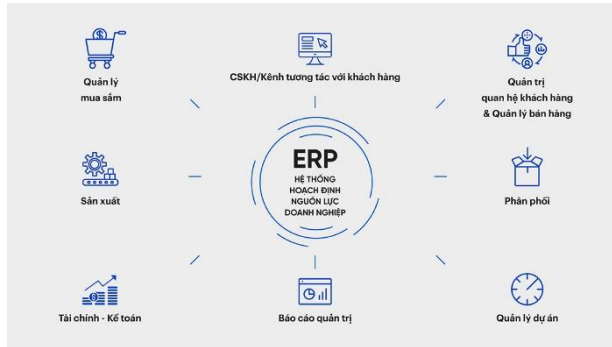 Quản lý
mua sắm
CSKH/Kênh tương tác với khách hàng
Quản trị
quan hệ khách hàng
& Quản lý bán hàng
ERP
HỆ THỐNG
HOẠCH ĐỊNH
NGUỒN LỰC
DOANH NGHIỆP
Sản xuất
Phân phối
Tài chính - Kế toán
Báo cáo quản trị
Quản lý dự án